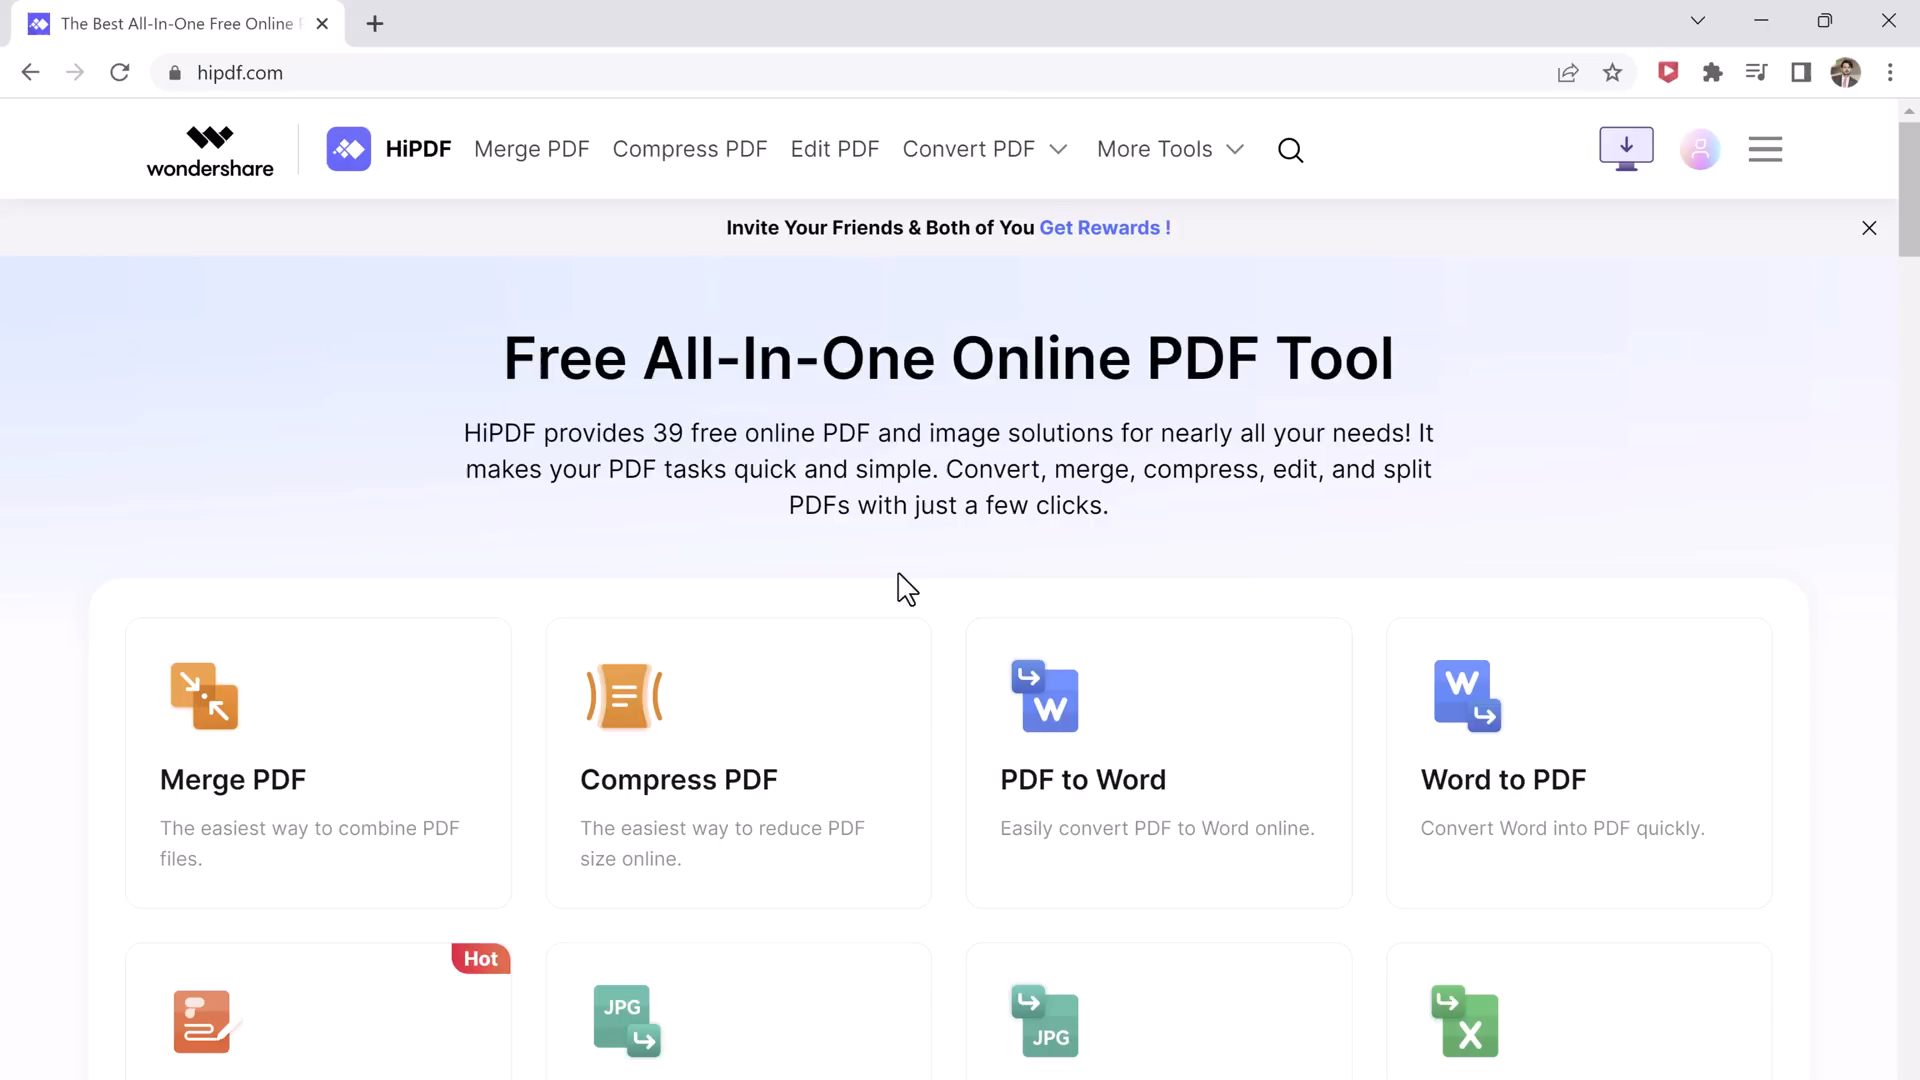 The Best All-In-One Free Online
hipdf.com
wondershare
HiPDF
Merge PDF
Compress PDF
Edit PDF
Convert PDF
More Tools
Invite Your Friends & Both of You Get Rewards !
Free All-In-One Online PDF Tool
HiPDF provides 39 free online PDF and image solutions for nearly all your needs! It
makes your PDF tasks quick and simple. Convert, merge, compress, edit, and split
PDFs with just a few clicks.
W
W
Merge PDF
Compress PDF
PDF to Word
Word to PDF
The easiest way to combine PDF
files.
The easiest way to reduce PDF
size online.
Easily convert PDF to Word online.
Convert Word into PDF quickly.
Hot
JPG
JPG
X